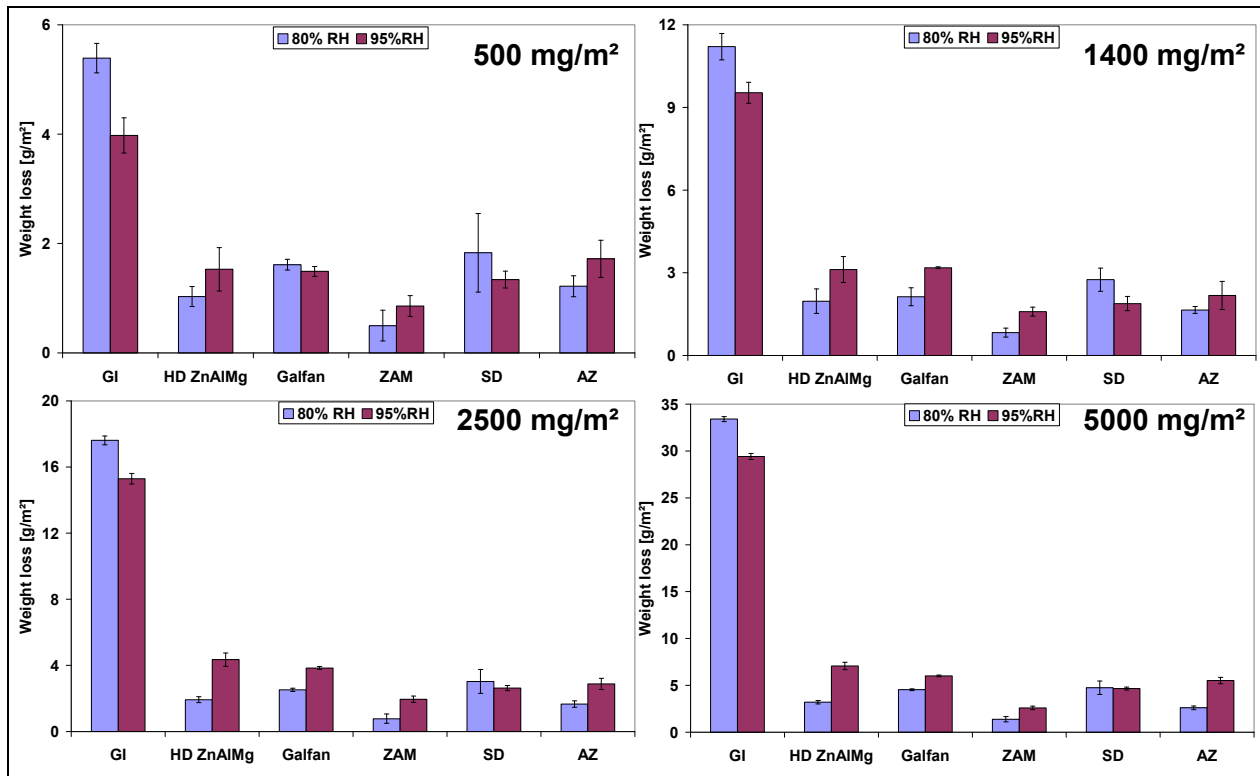 500 mg/m²
80% RH 95%RH
Weight loss [g/m²]
6
4
2
0
GI HD ZnAlMg Galfan ZAM SD AZ
1400 mg/m²
80% RH 95%RH
Weight loss [g/m²]
12
9
6
3
0
GI HD ZnAlMg Galfan ZAM SD AZ
2500 mg/m²
80% RH 95%RH
Weight loss [g/m²]
20
16
12
8
4
0
GI HD ZnAlMg Galfan ZAM SD AZ
5000 mg/m²
80% RH 95%RH
Weight loss [g/m²]
35
30
25
20
15
10
5
0
GI HD ZnAlMg Galfan ZAM SD AZ